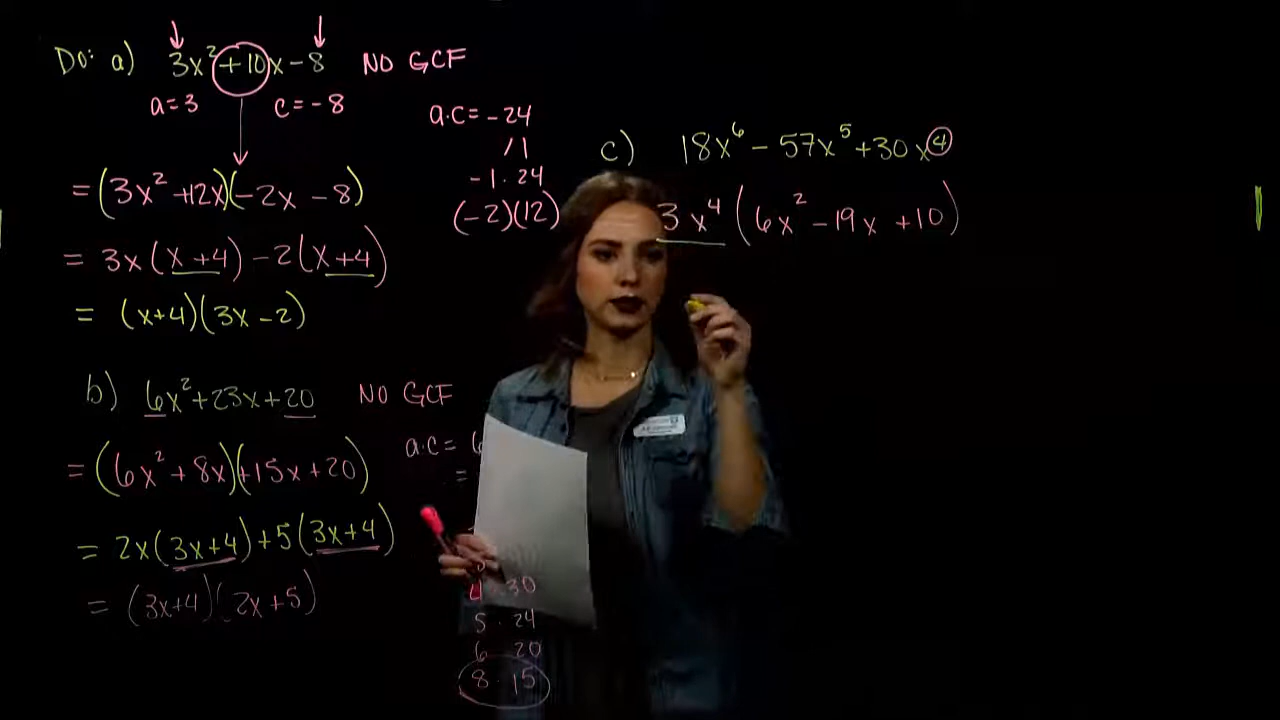 Do: a) 3x² +10x - 8 NO GCF
a=3 c=-8
= (3x² +12x)(-2x -8)
= 3x(x+4) -2(x+4)
= (x+4)(3x-2)
a·c = -24
/1
-1·24
(-2)(12)
b) 6x²+23x+20 NO GCF
= (6x²+8x)(+15x+20)
= 2x(3x+4)+5(3x+4)
= (3x+4)(2x+5)
a·c = 6
=
4 · 30
5 · 24
6 20
8 · 15
c) 18x⁶ - 57x⁵ +30x⁴
3x⁴(6x² -19x +10)